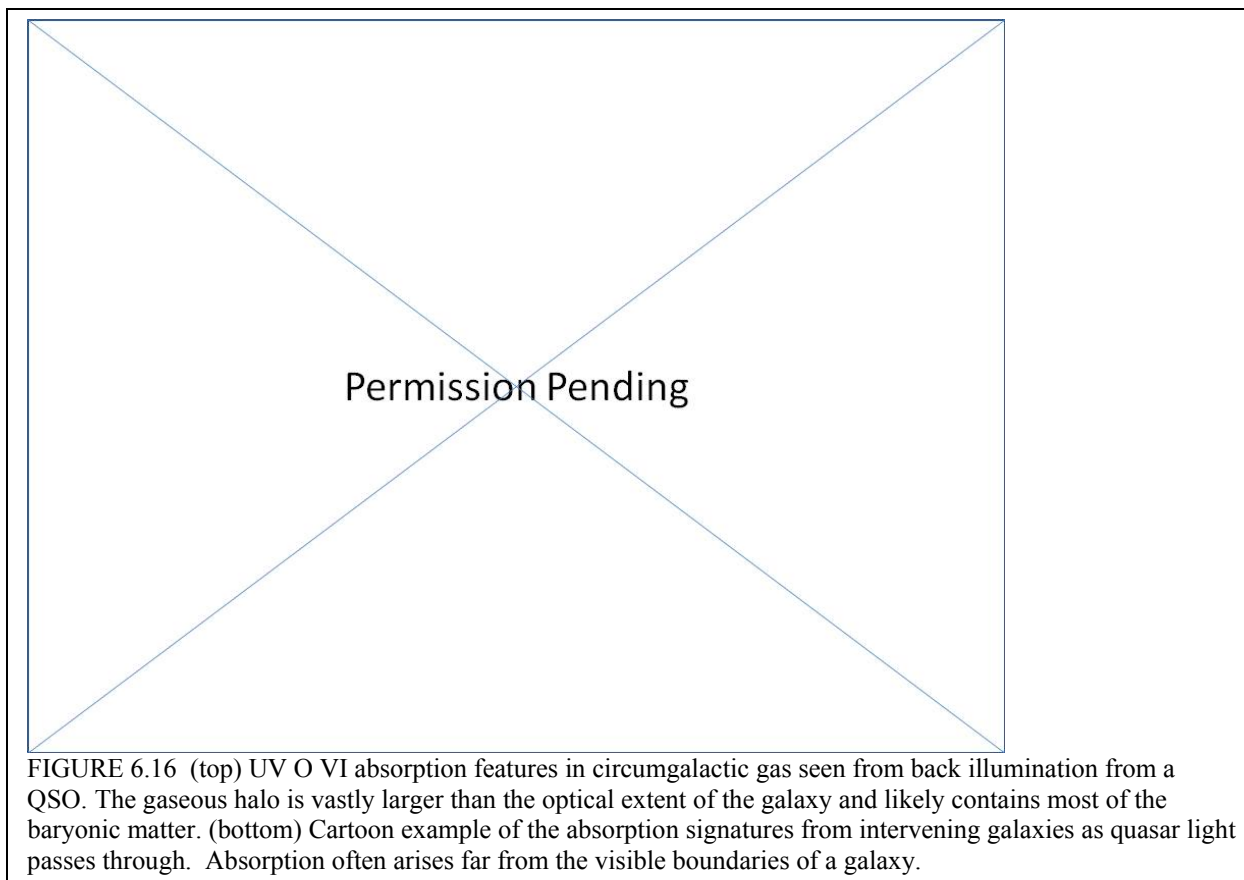 Permission Pending
FIGURE 6.16  (top) UV O VI absorption features in circumgalactic gas seen from back illumination from a
QSO. The gaseous halo is vastly larger than the optical extent of the galaxy and likely contains most of the
baryonic matter. (bottom) Cartoon example of the absorption signatures from intervening galaxies as quasar light
passes through.  Absorption often arises far from the visible boundaries of a galaxy.